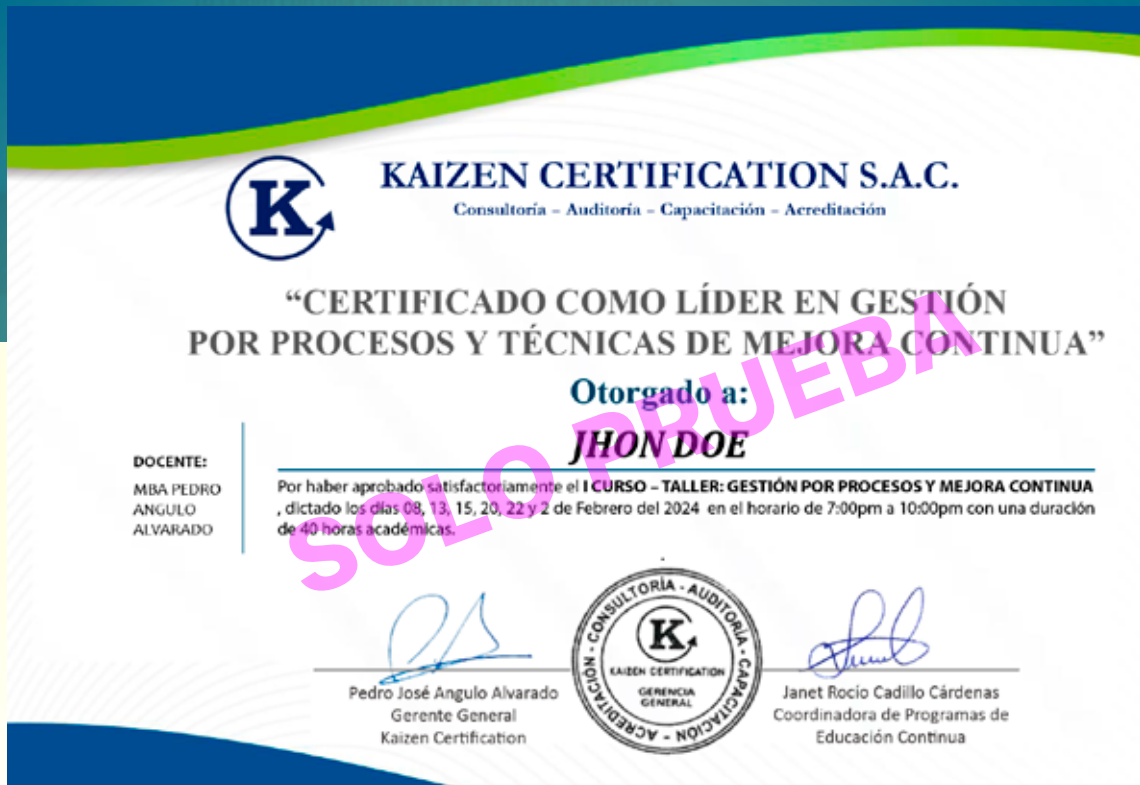 KAIZEN CERTIFICATION S.A.C.
Consultoría – Auditoría – Capacitación – Acreditación
“CERTIFICADO COMO LÍDER EN GESTIÓN
POR PROCESOS Y TÉCNICAS DE MEJORA CONTINUA”
Otorgado a:
JHON DOE
DOCENTE:
MBA PEDRO
ANGULO
ALVARADO
Por haber aprobado satisfactoriamente el I CURSO – TALLER: GESTIÓN POR PROCESOS Y MEJORA CONTINUA
, dictado los días 08, 13, 15, 20, 22 y 2 de Febrero del 2024 en el horario de 7:00pm a 10:00pm con una duración
de 40 horas académicas.
SOLO PRUEBA
Pedro José Angulo Alvarado
Gerente General
Kaizen Certification
ACREDITACIÓN - CONSULTORÍA - AUDITORÍA - CAPACITACIÓN -
K
KAIZEN CERTIFICATION
GERENCIA
GENERAL
Janet Rocío Cadillo Cárdenas
Coordinadora de Programas de
Educación Continua
K